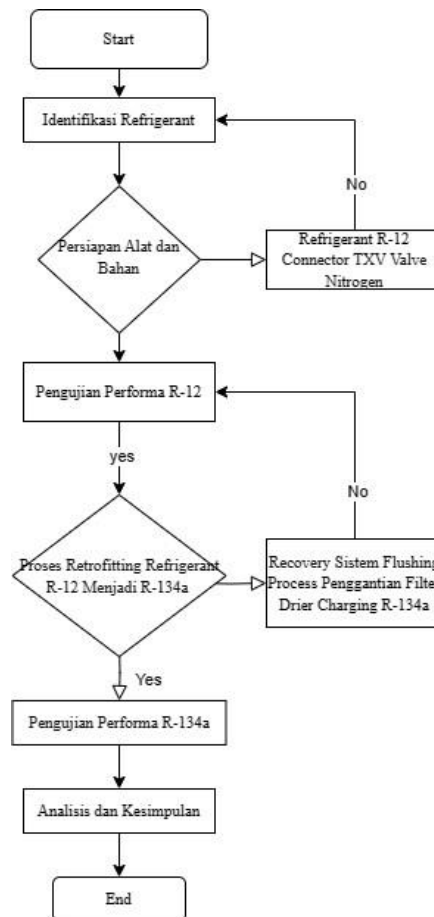 Start
Identifikasi Refrigerant
No
Persiapan Alat dan
Bahan
Refrigerant R-12
Connector TXV Valve
Nitrogen
Pengujian Performa R-12
yes
No
Proses Retrofitting Refrigerant
R-12 Menjadi R-134a
Recovery Sistem Flushing
Process Penggantian Filter
Drier Charging R-134a
Yes
Pengujian Performa R-134a
Analisis dan Kesimpulan
End